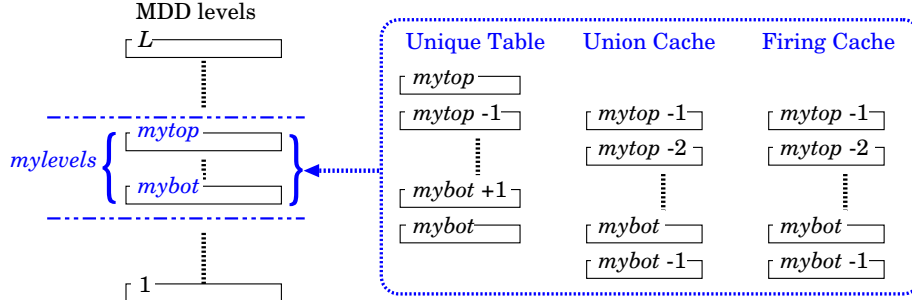 MDD levels
L
mytop
mylevels
mybot
1
Unique Table
mytop
mytop -1
mybot +1
mybot
Union Cache
mytop -1
mytop -2
mybot
mybot -1
Firing Cache
mytop -1
mytop -2
mybot
mybot -1